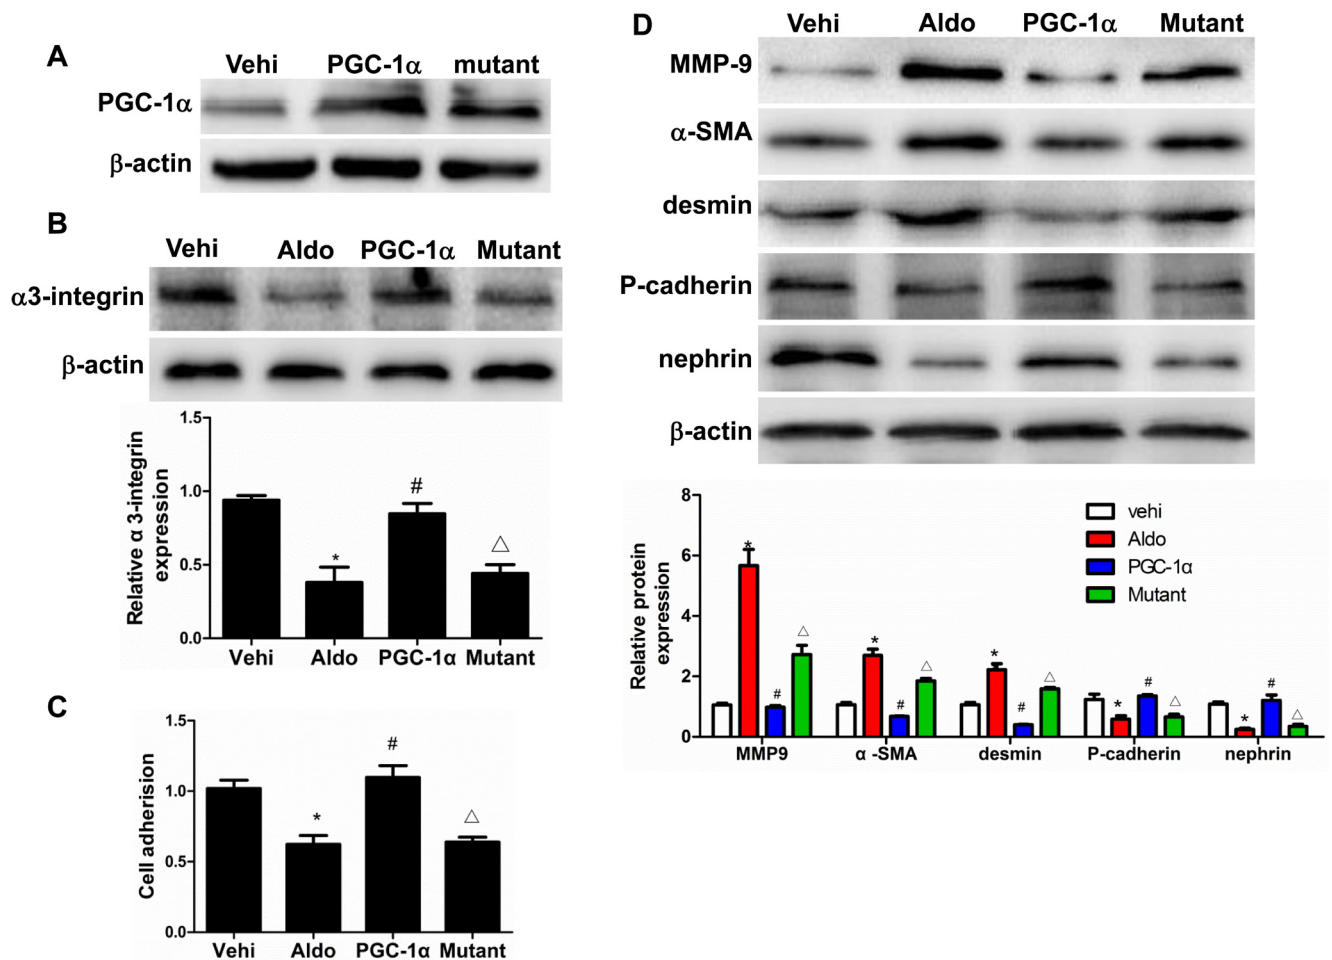 A
Vehi PGC-1α mutant
PGC-1α
β-actin
B
Vehi Aldo PGC-1α Mutant
α3-integrin
β-actin
Relative α 3-integrin
expression
1.5
1.0
0.5
0.0
* # △
Vehi Aldo PGC-1α Mutant
C
Cell adherision
1.5
1.0
0.5
0.0
* # △
Vehi Aldo PGC-1α Mutant
D
Vehi Aldo PGC-1α Mutant
MMP-9
α-SMA
desmin
P-cadherin
nephrin
β-actin
Relative protein
expression
8
6
4
2
0
vehi
Aldo
PGC-1α
Mutant
* # △ * # △ * # △ * # △ * # △
MMP9 α -SMA desmin P-cadherin nephrin